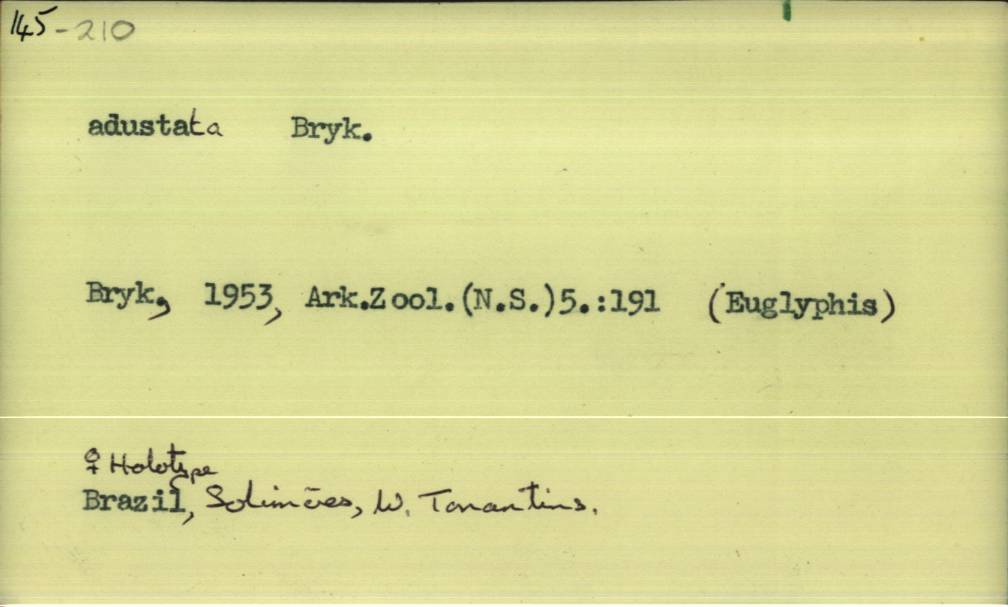 145-210
adustata Bryk.
Bryk., 1953, Ark.Zool.(N.S.)5.:191 (Euglyphis)
♀ Holotype
Brazil, Solimões, W. Tonantins.